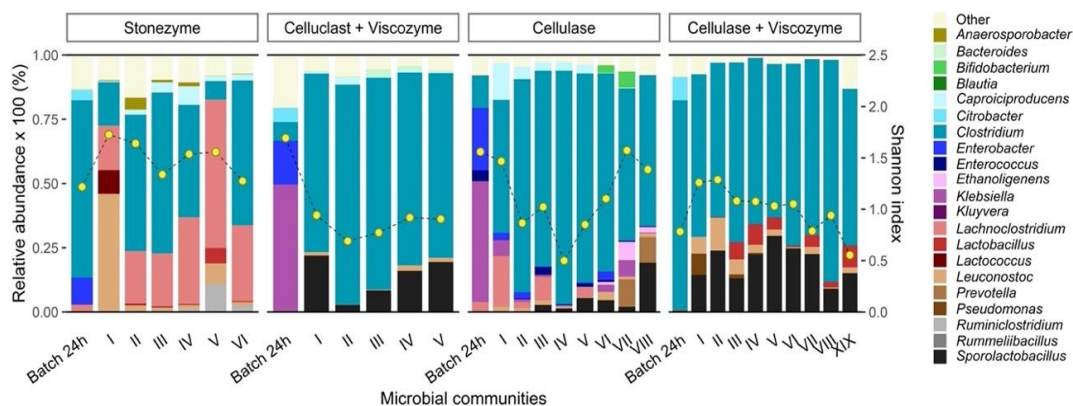 Stonezyme
Celluclast + Viscozyme
Cellulase
Cellulase + Viscozyme
Relative abundance x 100 (%)
1.00
0.75
0.50
0.25
0.00
2.5
2.0
1.5
1.0
0.5
0.0
Shannon index
Batch 24h I II III IV V VI
Batch 24h I II III IV V
Batch 24h I II III IV V VI VII VIII
Batch 24h I II III IV V VI VII VIII XIX
Microbial communities
Other
Anaerosporobacter
Bacteroides
Bifidobacterium
Blautia
Caproiciproducens
Citrobacter
Clostridium
Enterobacter
Enterococcus
Ethanoligenens
Klebsiella
Kluyvera
Lachnoclostridium
Lactobacillus
Lactococcus
Leuconostoc
Prevotella
Pseudomonas
Ruminiclostridium
Rummeliibacillus
Sporolactobacillus